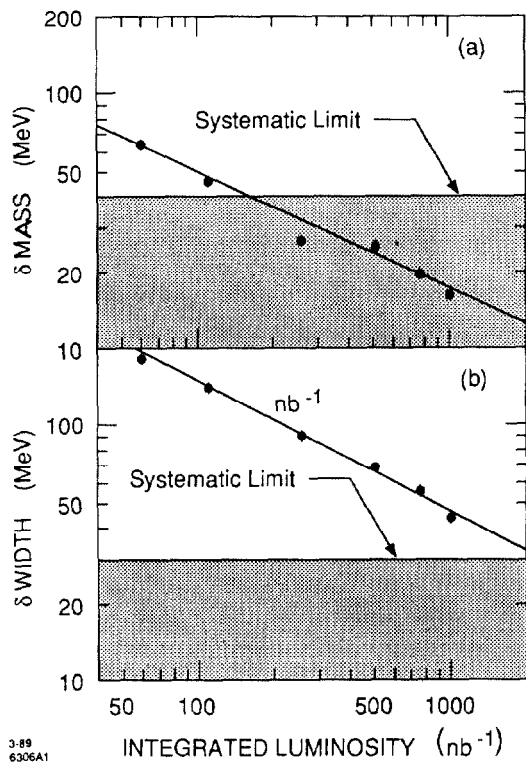 200
(a)
100
Systematic Limit
50
20
10
δ MASS (MeV)
(b)
nb⁻¹
100
Systematic Limit
50
20
10
δ WIDTH (MeV)
50 100 500 1000
3-89
6306A1
INTEGRATED LUMINOSITY (nb⁻¹)